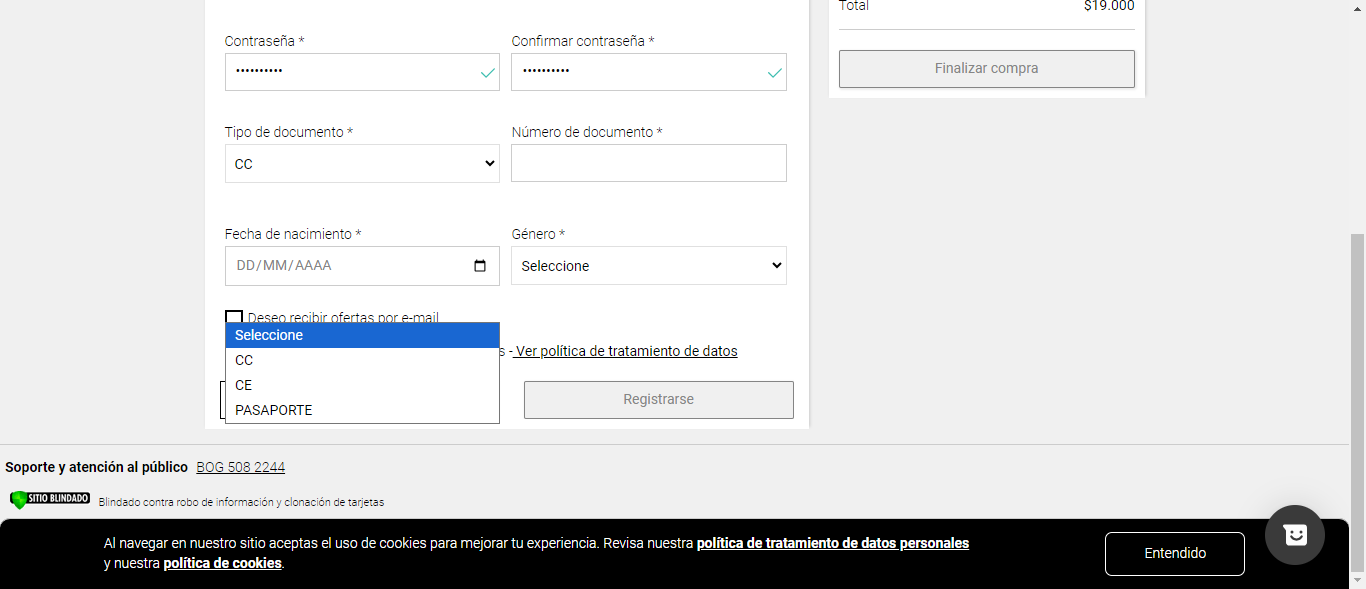 Total $19.000
Contraseña * Confirmar contraseña *
•••••••••• ••••••••••
Finalizar compra
Tipo de documento * Número de documento *
CC
Fecha de nacimiento * Género *
DD/MM/AAAA Seleccione
Deseo recibir ofertas por e-mail
Seleccione
CC
CE
PASAPORTE
- Ver política de tratamiento de datos
Registrarse
Soporte y atención al público BOG 508 2244
SITIO BLINDADO Blindado contra robo de información y clonación de tarjetas
Al navegar en nuestro sitio aceptas el uso de cookies para mejorar tu experiencia. Revisa nuestra política de tratamiento de datos personales
y nuestra política de cookies.
Entendido